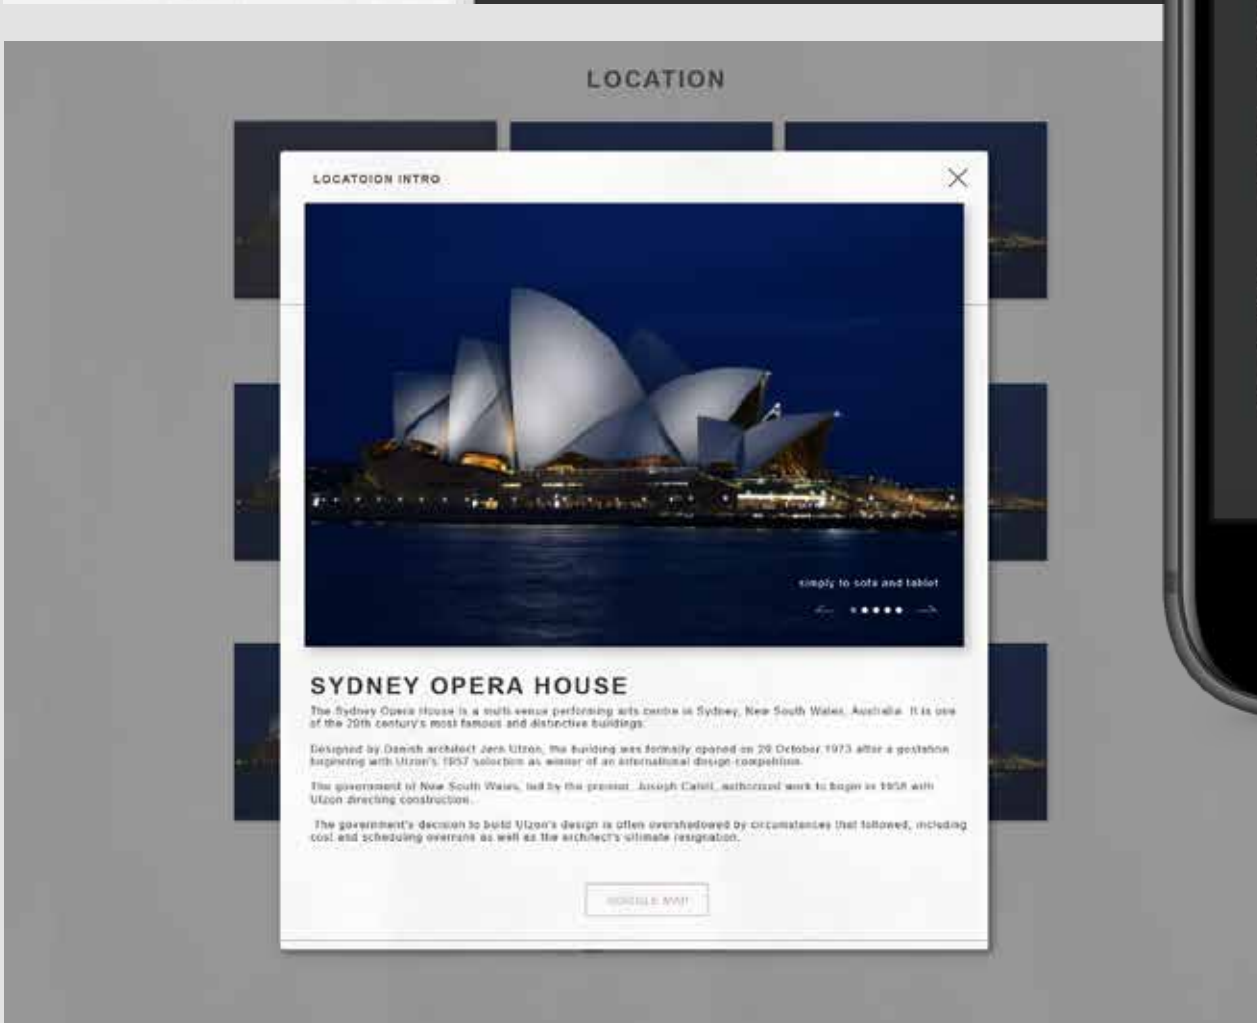 LOCATION
LOCATOION INTRO
simply to sofa and tablet
SYDNEY OPERA HOUSE
The Sydney Opera House is a multi-venue performing arts centre in Sydney, New South Wales, Australia. It is one
of the 20th century's most famous and distinctive buildings.
Designed by Danish architect Jørn Utzon, the building was formally opened on 20 October 1973 after a gestation
beginning with Utzon's 1957 selection as winner of an international design competition.
The government of New South Wales, led by the premier, Joseph Cahill, authorised work to begin in 1958 with
Utzon directing construction.
The government's decision to build Utzon's design is often overshadowed by circumstances that followed, including
cost and scheduling overruns as well as the architect's ultimate resignation.
GOOGLE MAP